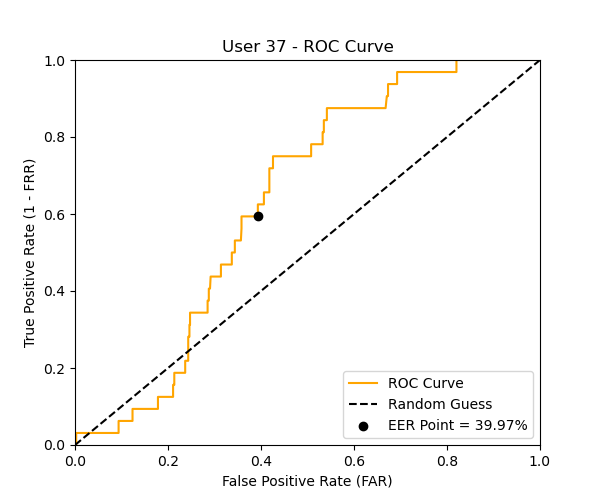 User 37 - ROC Curve
True Positive Rate (1 - FRR)
1.0
0.8
0.6
0.4
0.2
0.0
ROC Curve
Random Guess
EER Point = 39.97%
0.0 0.2 0.4 0.6 0.8 1.0
False Positive Rate (FAR)